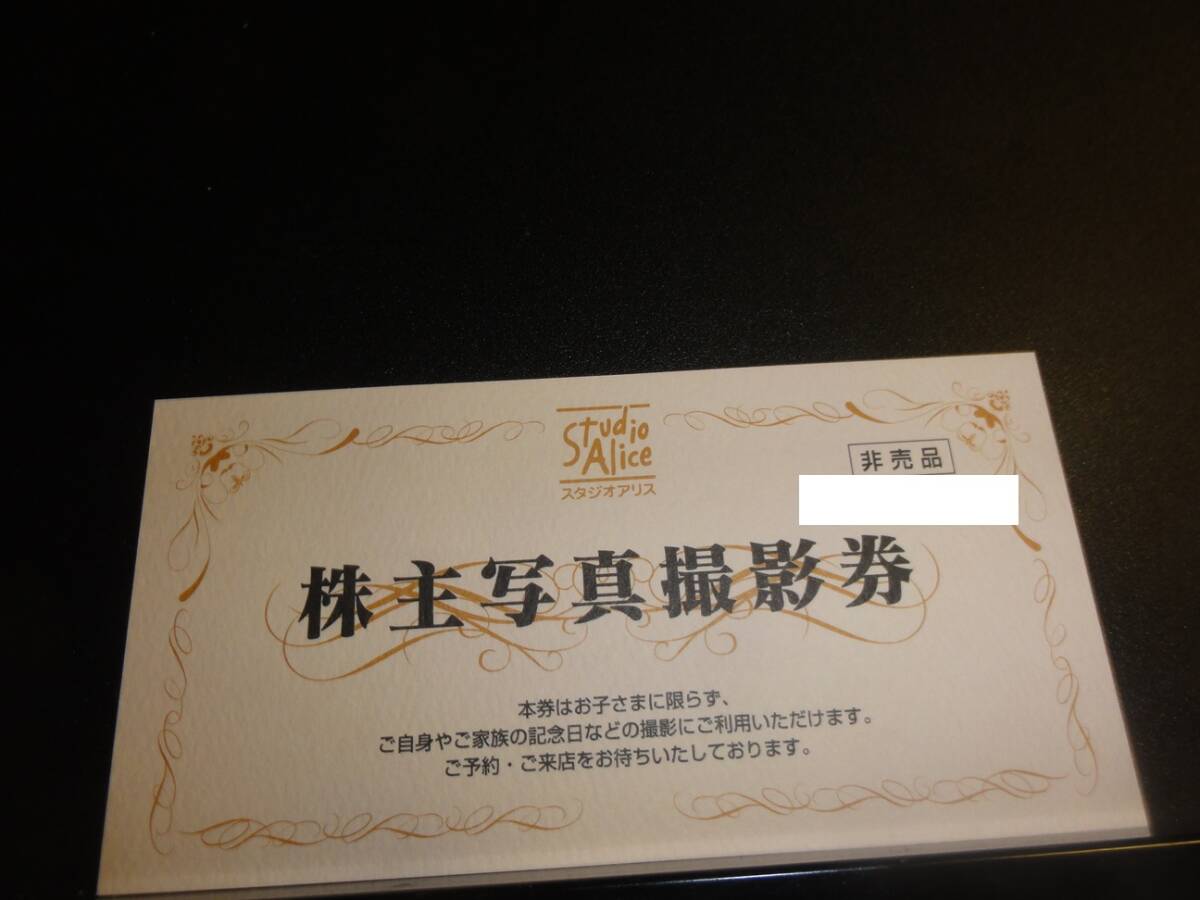 Studio
Alice
スタジオアリス
非売品
株主写真撮影券
本券はお子さまに限らず、
ご自身やご家族の記念日などの撮影にご利用いただけます。
ご予約・ご来店をお待ちいたしております。